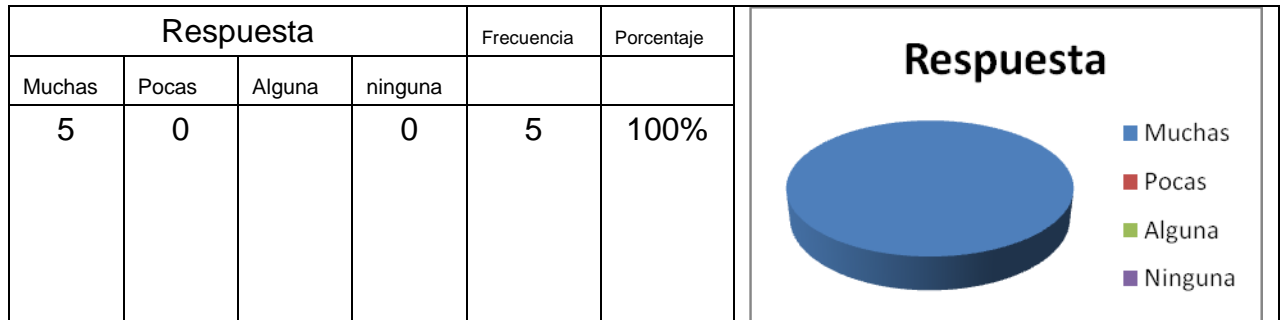 Respuesta Frecuencia Porcentaje
Muchas Pocas Alguna ninguna
5 0 0 5 100%
Respuesta
Muchas
Pocas
Alguna
Ninguna